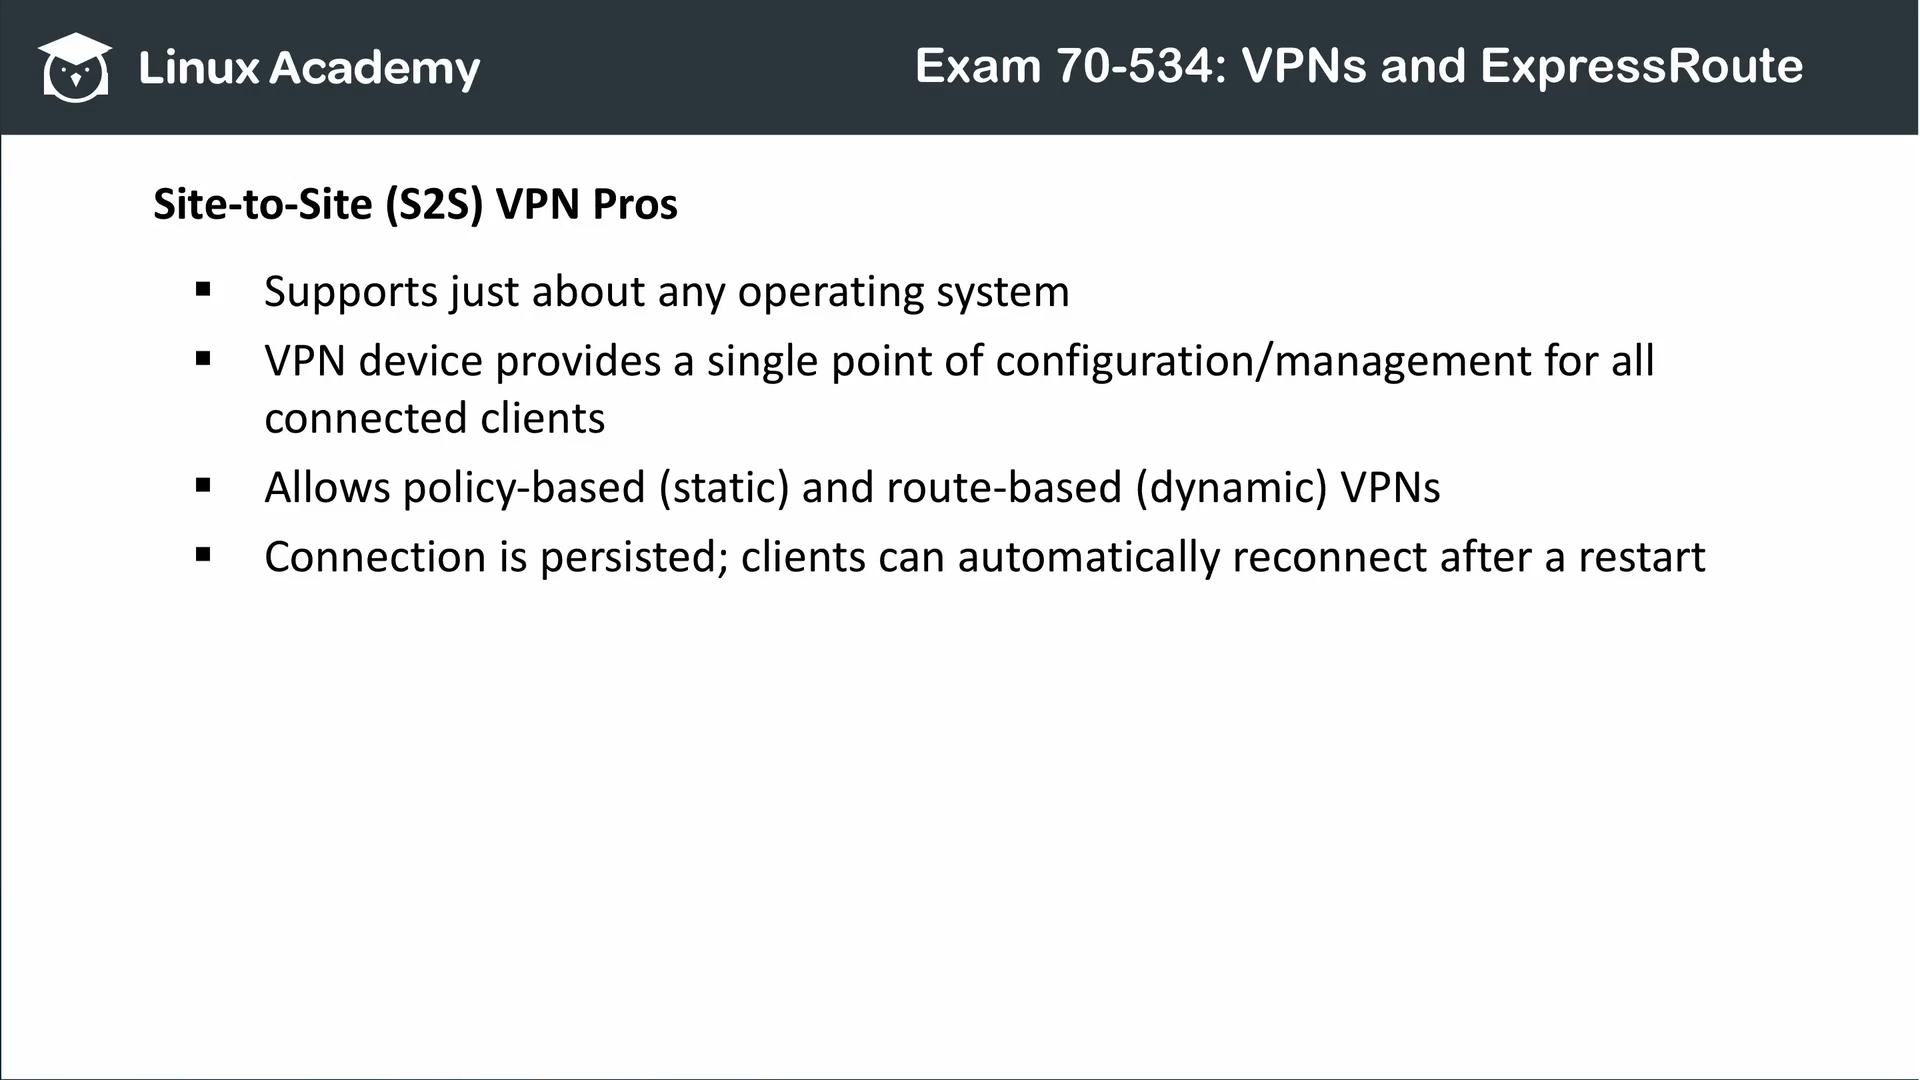 Linux Academy
Exam 70-534: VPNs and ExpressRoute
Site-to-Site (S2S) VPN Pros
▪ Supports just about any operating system
▪ VPN device provides a single point of configuration/management for all
connected clients
▪ Allows policy-based (static) and route-based (dynamic) VPNs
▪ Connection is persisted; clients can automatically reconnect after a restart